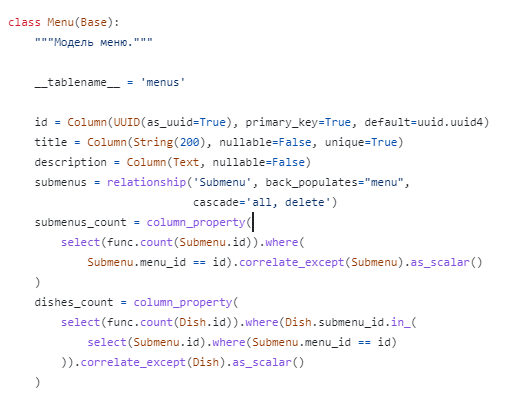 class Menu(Base):
    """Модель меню."""

    __tablename__ = 'menus'

    id = Column(UUID(as_uuid=True), primary_key=True, default=uuid.uuid4)
    title = Column(String(200), nullable=False, unique=True)
    description = Column(Text, nullable=False)
    submenus = relationship('Submenu', back_populates="menu",
                            cascade='all, delete')
    submenus_count = column_property(
        select(func.count(Submenu.id)).where(
            Submenu.menu_id == id).correlate_except(Submenu).as_scalar()
    )
    dishes_count = column_property(
        select(func.count(Dish.id)).where(Dish.submenu_id.in_(
            select(Submenu.id).where(Submenu.menu_id == id)
        )).correlate_except(Dish).as_scalar()
    )